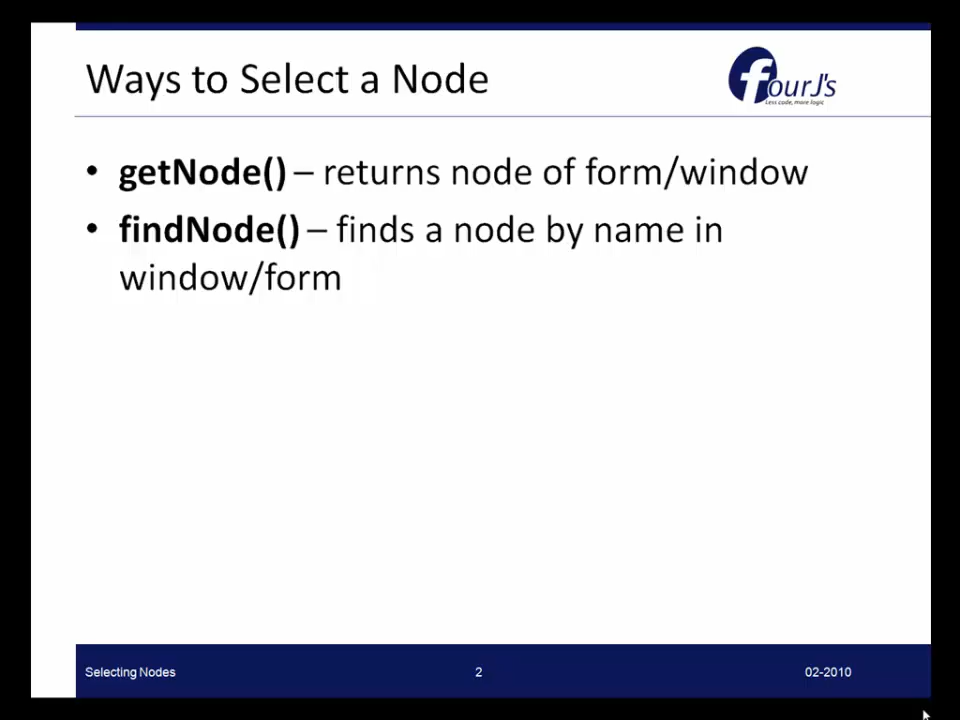 Ways to Select a Node
fourJ's
Less code, more logic
• getNode() – returns node of form/window
• findNode() – finds a node by name in
window/form
Selecting Nodes
2
02-2010